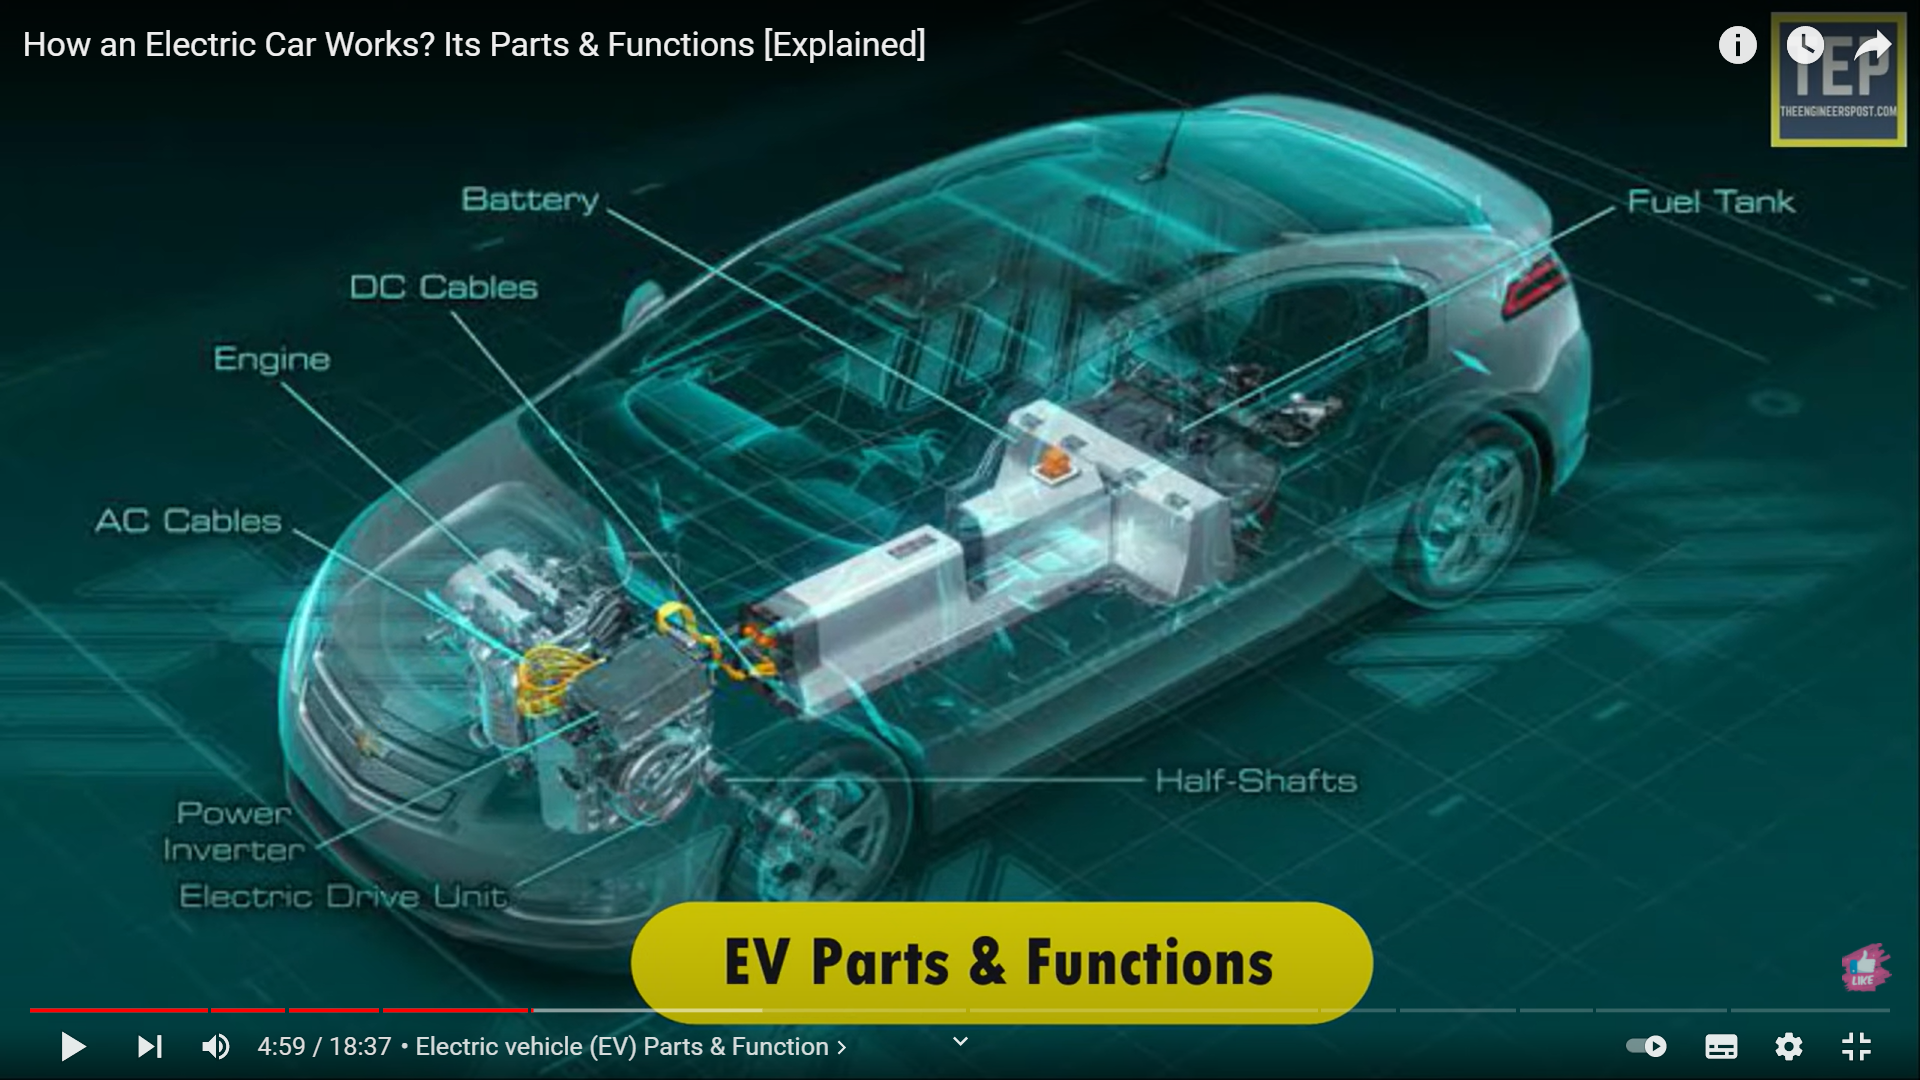 How an Electric Car Works? Its Parts & Functions [Explained]
TEP
THEENGINEERSPOST.COM
Battery
Fuel Tank
DC Cables
Engine
AC Cables
Half-Shafts
Power
Inverter
Electric Drive Unit
EV Parts & Functions
LIKE
4:59 / 18:37 • Electric vehicle (EV) Parts & Function